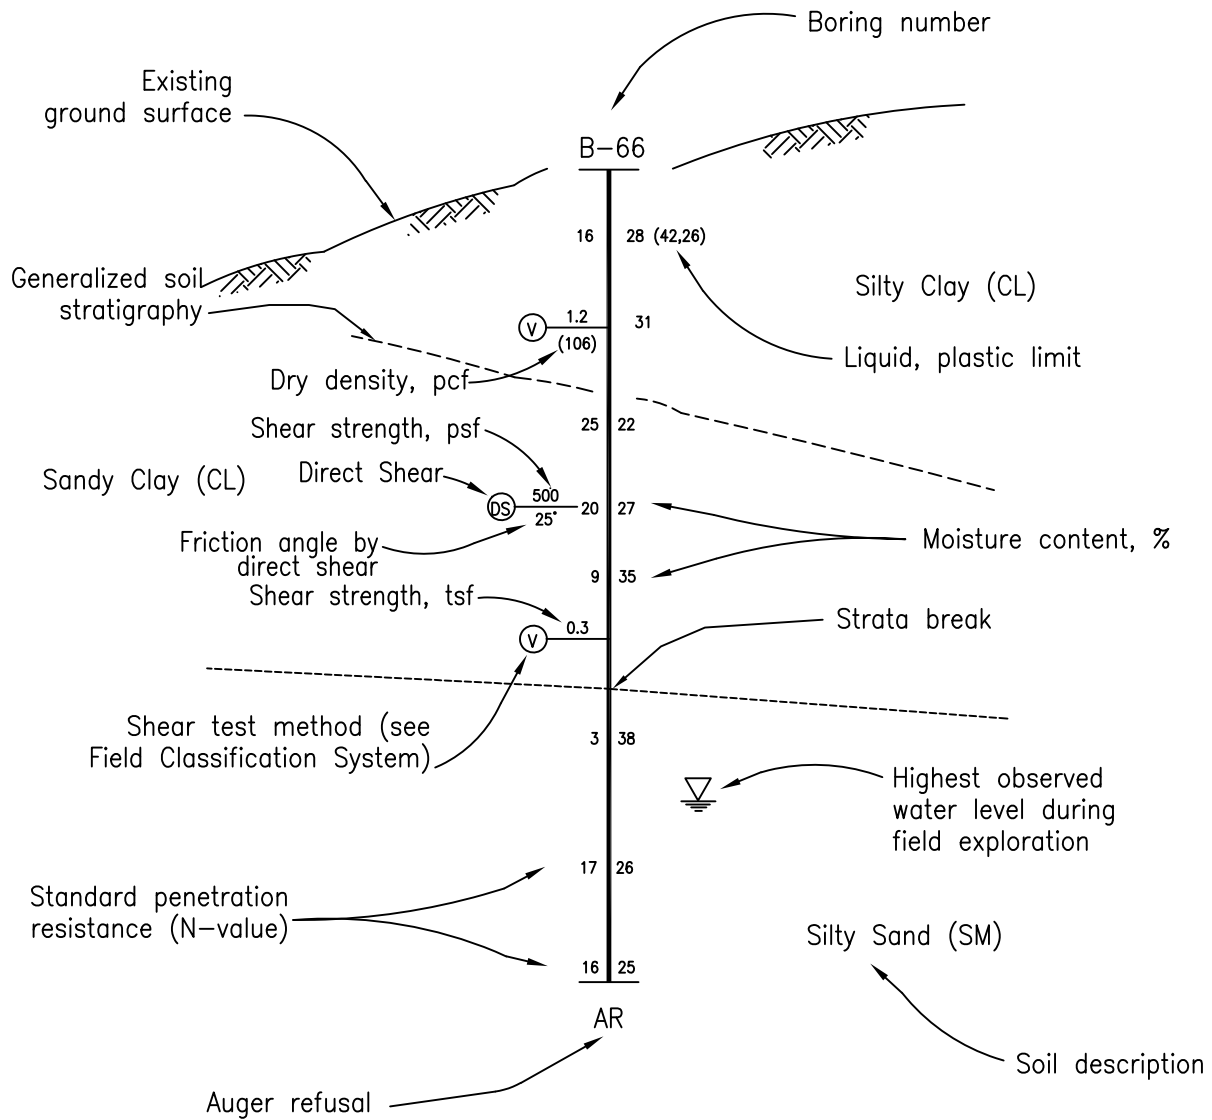 Boring number
Existing
ground surface
B-66
16
28 (42,26)
Generalized soil
stratigraphy
Silty Clay (CL)
V
1.2
(106)
31
Liquid, plastic limit
Dry density, pcf
Shear strength, psf
25
22
Sandy Clay (CL)
Direct Shear
DS
500
25°
20
27
Friction angle by
direct shear
Moisture content, %
9
35
Shear strength, tsf
V
0.3
Strata break
Shear test method (see
Field Classification System)
3
38
Highest observed
water level during
field exploration
17
26
Standard penetration
resistance (N-value)
Silty Sand (SM)
16
25
AR
Soil description
Auger refusal